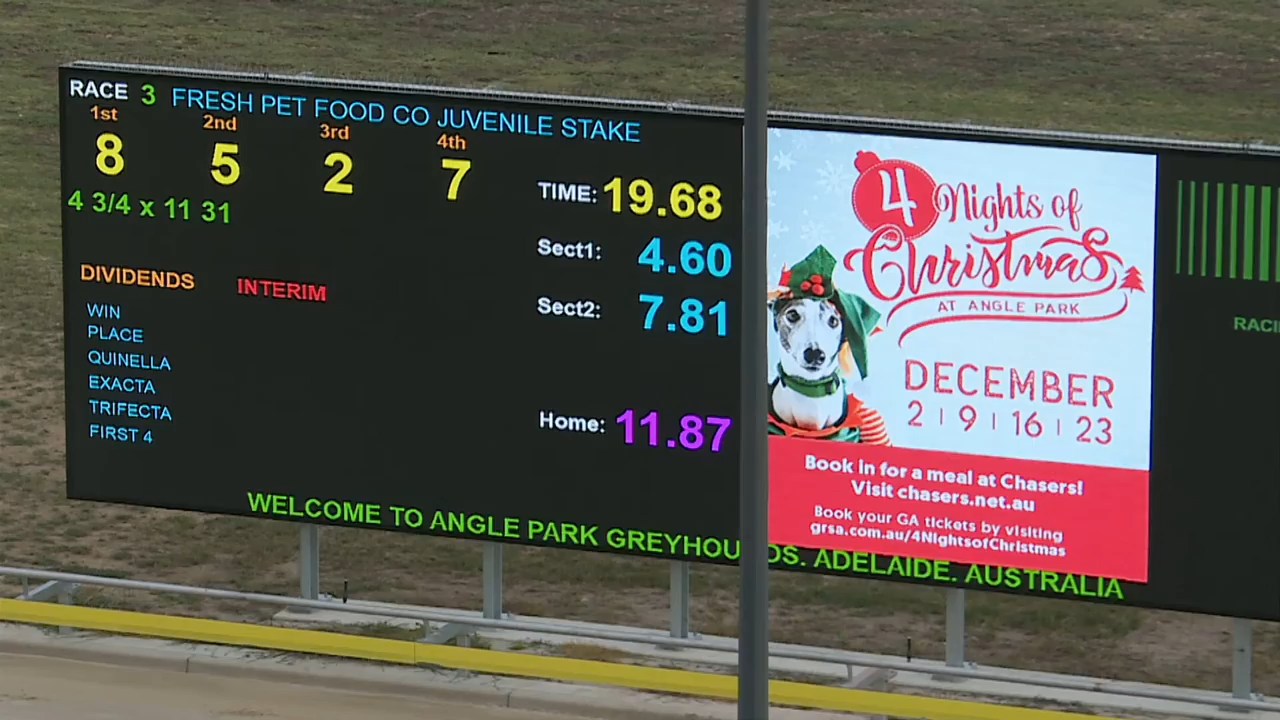 RACE 3 FRESH PET FOOD CO JUVENILE STAKE
1st 2nd 3rd 4th
8 5 2 7
4 3/4 x 11 31
TIME: 19.68
Sect1: 4.60
Sect2: 7.81
Home: 11.87
DIVIDENDS INTERIM
WIN
PLACE
QUINELLA
EXACTA
TRIFECTA
FIRST 4
WELCOME TO ANGLE PARK GREYHOU DS. ADELAIDE. AUSTRALIA
4 Nights of
Christmas
AT ANGLE PARK
DECEMBER
2 | 9 | 16 | 23
Book in for a meal at Chasers!
Visit chasers.net.au
Book your GA tickets by visiting
grsa.com.au/4NightsofChristmas